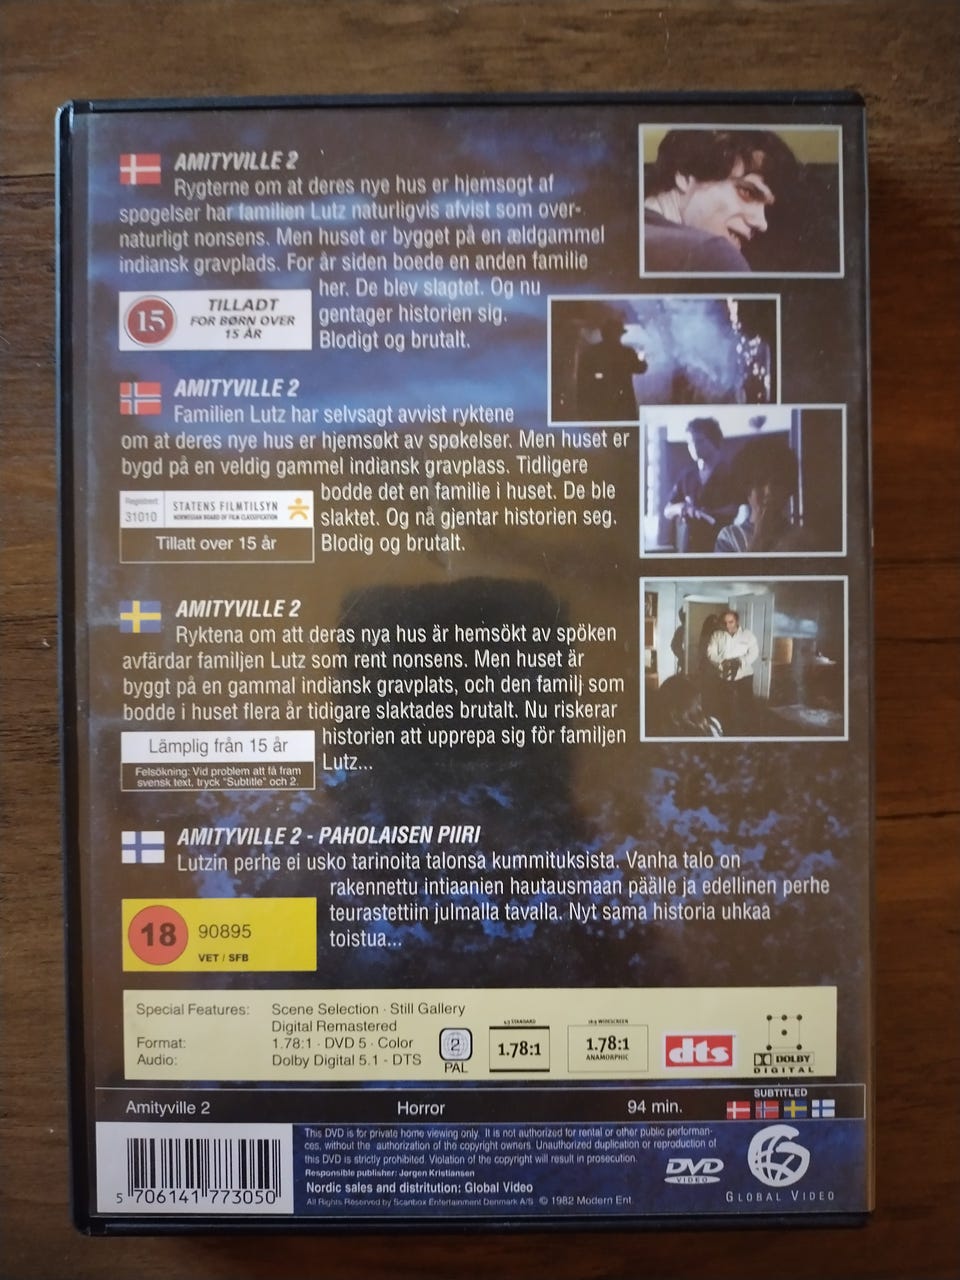 AMITYVILLE 2
Rygterne om at deres nye hus er hjemsøgt af
spøgelser har familien Lutz naturligvis afvist som over-
naturligt nonsens. Men huset er bygget på en ældgammel
indiansk gravplads. For år siden boede en anden familie
her. De blev slagtet. Og nu
gentager historien sig.
Blodigt og brutalt.
15
TILLADT
FOR BØRN OVER
15 ÅR
AMITYVILLE 2
Familien Lutz har selvsagt avvist ryktene
om at deres nye hus er hjemsøkt av spøkelser. Men huset er
bygd på en veldig gammel indiansk gravplass. Tidligere
bodde det en familie i huset. De ble
slaktet. Og nå gjentar historien seg.
Blodig og brutalt.
Registrert
31010
STATENS FILMTILSYN
NORWEGIAN BOARD OF FILM CLASSIFICATION
Tillatt over 15 år
AMITYVILLE 2
Ryktena om att deras nya hus är hemsökt av spöken
avfärdar familjen Lutz som rent nonsens. Men huset är
byggt på en gammal indiansk gravplats, och den familj som
bodde i huset flera år tidigare slaktades brutalt. Nu riskerar
historien att upprepa sig för familjen
Lutz...
Lämplig från 15 år
Felsökning: Vid problem att få fram
svensk text, tryck "Subtitle" och 2.
AMITYVILLE 2 - PAHOLAISEN PIIRI
Lutzin perhe ei usko tarinoita talonsa kummituksista. Vanha talo on
rakennettu intiaanien hautausmaan päälle ja edellinen perhe
teurastettiin julmalla tavalla. Nyt sama historia uhkaa
toistua...
18
90895
VET / SFB
Special Features: Scene Selection · Still Gallery
Digital Remastered
Format: 1.78:1 · DVD 5 · Color
Audio: Dolby Digital 5.1 - DTS
2
PAL
4:3 STANDARD
1.78:1
16:9 WIDESCREEN
1.78:1
ANAMORPHIC
dts
DOLBY
DIGITAL
Amityville 2 Horror 94 min.
SUBTITLED
This DVD is for private home viewing only. It is not authorized for rental or other public performan-
ces, without the authorization of the copyright owners. Unauthorized duplication or reproduction of
this DVD is strictly prohibited. Violation of the copyright will result in prosecution.
Responsible publisher: Jørgen Kristiansen
Nordic sales and distritution: Global Video
All Rights Reserved by Scanbox Entertainment Denmark A/S © 1982 Modern Ent.
DVD
VIDEO
GLOBAL VIDEO
5 706141 773050